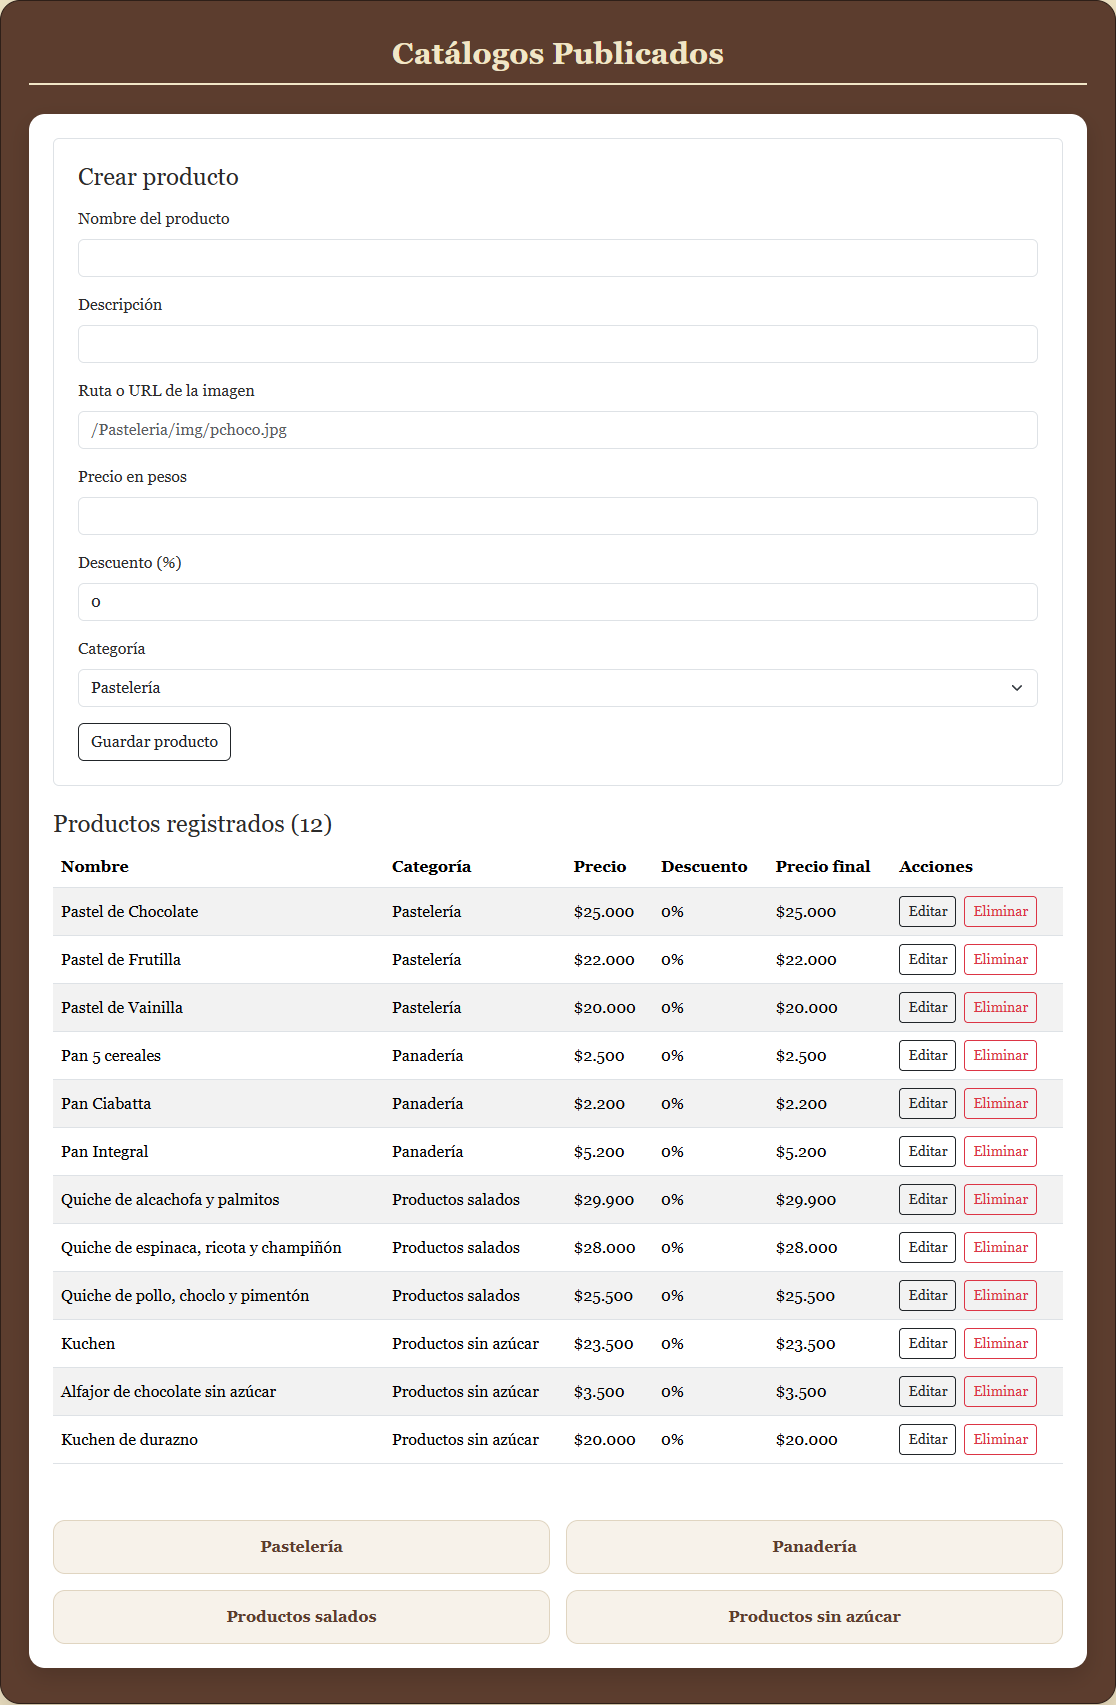 Catálogos Publicados
Crear producto
Nombre del producto
Descripción
Ruta o URL de la imagen
/Pasteleria/img/pchoco.jpg
Precio en pesos
Descuento (%)
0
Categoría
Pastelería
Guardar producto
Productos registrados (12)
Nombre Categoría Precio Descuento Precio final Acciones
Pastel de Chocolate Pastelería $25.000 0% $25.000 Editar Eliminar
Pastel de Frutilla Pastelería $22.000 0% $22.000 Editar Eliminar
Pastel de Vainilla Pastelería $20.000 0% $20.000 Editar Eliminar
Pan 5 cereales Panadería $2.500 0% $2.500 Editar Eliminar
Pan Ciabatta Panadería $2.200 0% $2.200 Editar Eliminar
Pan Integral Panadería $5.200 0% $5.200 Editar Eliminar
Quiche de alcachofa y palmitos Productos salados $29.900 0% $29.900 Editar Eliminar
Quiche de espinaca, ricota y champiñón Productos salados $28.000 0% $28.000 Editar Eliminar
Quiche de pollo, choclo y pimentón Productos salados $25.500 0% $25.500 Editar Eliminar
Kuchen Productos sin azúcar $23.500 0% $23.500 Editar Eliminar
Alfajor de chocolate sin azúcar Productos sin azúcar $3.500 0% $3.500 Editar Eliminar
Kuchen de durazno Productos sin azúcar $20.000 0% $20.000 Editar Eliminar
Pastelería Panadería
Productos salados Productos sin azúcar